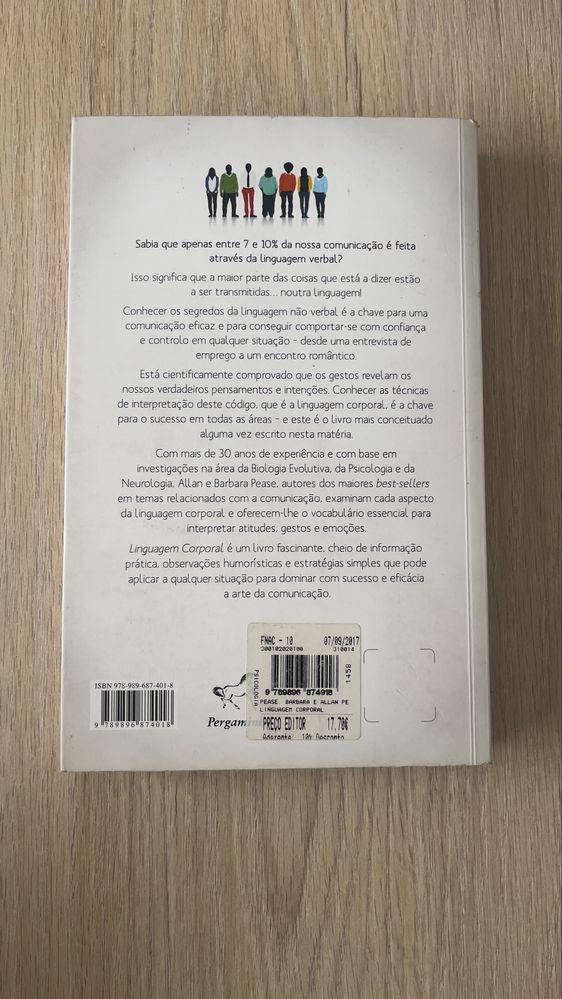 Sabia que apenas entre 7 e 10% da nossa comunicação é feita
através da linguagem verbal?
Isso significa que a maior parte das coisas que está a dizer estão
a ser transmitidas... noutra linguagem!
Conhecer os segredos da linguagem não verbal é a chave para uma
comunicação eficaz e para conseguir comportar-se com confiança
e controlo em qualquer situação – desde uma entrevista de
emprego a um encontro romântico.
Está cientificamente comprovado que os gestos revelam os
nossos verdadeiros pensamentos e intenções. Conhecer as técnicas
de interpretação deste código, que é a linguagem corporal, é a chave
para o sucesso em todas as áreas – e este é o livro mais conceituado
alguma vez escrito nesta matéria.
Com mais de 30 anos de experiência e com base em
investigações na área da Biologia Evolutiva, da Psicologia e da
Neurologia, Allan e Barbara Pease, autores dos maiores best-sellers
em temas relacionados com a comunicação, examinam cada aspecto
da linguagem corporal e oferecem-lhe o vocabulário essencial para
interpretar atitudes, gestos e emoções.
Linguagem Corporal é um livro fascinante, cheio de informação
prática, observações humorísticas e estratégias simples que pode
aplicar a qualquer situação para dominar com sucesso e eficácia
a arte da comunicação.
ISBN 978-989-687-401-8
9 789896 874018
FNAC - 10 07/09/2017
300102020100 310014
PSICOLOGIA
1459
9 789896 874018
PEASE, BARBARA E ALLAN PE
LINGUAGEM CORPORAL
PREÇO EDITOR 17.70€
Aderente: 10% Desconto